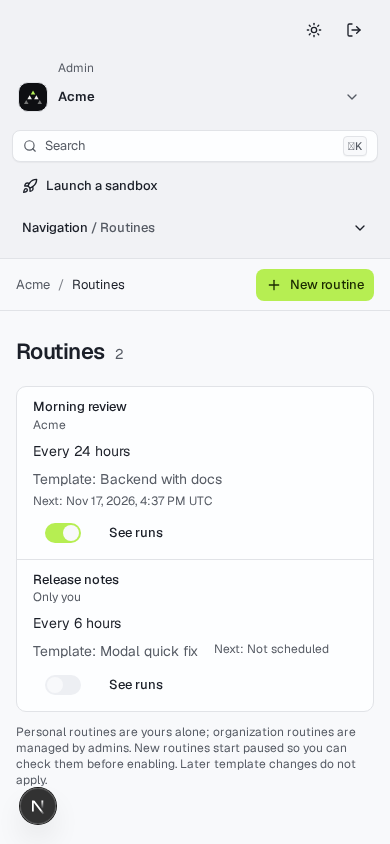 Admin
Acme
Search
K
Launch a sandbox
Navigation / Routines
Acme / Routines
New routine
Routines 2
Morning review
Acme
Every 24 hours
Template: Backend with docs
Next: Nov 17, 2026, 4:37 PM UTC
See runs
Release notes
Only you
Every 6 hours
Template: Modal quick fix
Next: Not scheduled
See runs
Personal routines are yours alone; organization routines are
managed by admins. New routines start paused so you can
check them before enabling. Later template changes do not
apply.
N